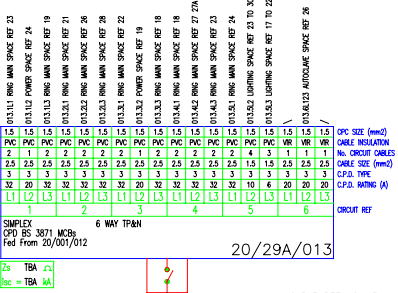 013.1L1 RING MAIN SPACE REF 23
013.1L2 POWER SPACE REF 24
013.1L3 RING MAIN SPACE REF 19
013.2L1 RING MAIN SPACE REF 26
013.2L2 RING MAIN SPACE REF 26
013.2L3 RING MAIN SPACE REF 28
013.3L1 RING MAIN SPACE REF 22
013.3L2 POWER SPACE REF 19
013.3L3 RING MAIN SPACE REF 18
013.4L1 RING MAIN SPACE REF 18
013.4L2 RING MAIN SPACE REF 27 27A
013.4L3 RING MAIN SPACE REF
013.5L1 RING MAIN SPACE REF 24
013.5L2 LIGHTING SPACE REF 23 TO 30
013.5L3 LIGHTING SPACE REF 17 TO 22
013.6L123 AUTOCLAVE SPACE REF 26
1.5 1.5 1.5 1.5 1.5 1.5 1.5 1.5 1.5 1.5 1.5 1.5 1.5 1.5 1.5 1.5 1.5 1.5 CPC SIZE (mm2)
PVC PVC PVC PVC PVC PVC PVC PVC PVC PVC PVC PVC PVC PVC PVC VIR VIR VIR CABLE INSULATION
2 1 2 2 2 2 2 1 2 2 2 2 2 4 3 1 1 1 No. CIRCUIT CABLES
2.5 2.5 2.5 2.5 2.5 2.5 2.5 2.5 2.5 2.5 2.5 2.5 2.5 1.5 1.5 2.5 2.5 2.5 CABLE SIZE (mm2)
3 3 3 3 3 3 3 3 3 3 3 3 3 3 3 3 3 3 C.P.D. TYPE
32 20 32 32 32 32 32 20 32 32 32 32 32 10 6 20 20 20 C.P.D. RATING (A)
L1 L2 L3 L1 L2 L3 L1 L2 L3 L1 L2 L3 L1 L2 L3 L1 L2 L3
1 2 3 4 5 6 CIRCUIT REF
SIMPLEX 6 WAY TP&N
CPD BS 3871 MCBs
Fed From 20/001/012
20/29A/013
Zs TBA Ω
Isc = TBA kA